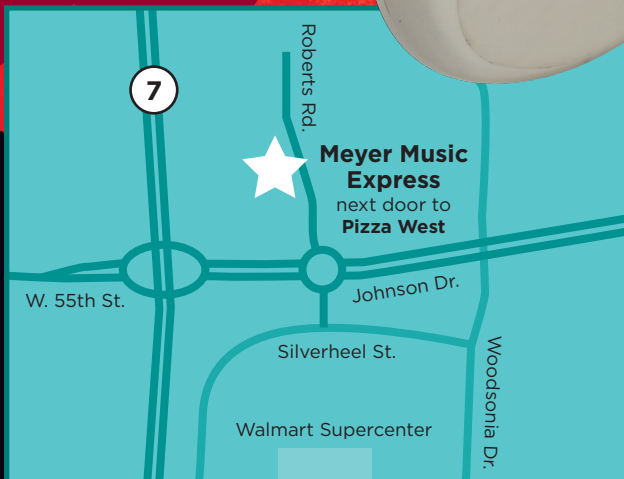 Roberts Rd.
7
Meyer Music
Express
next door to
Pizza West
W. 55th St.
Johnson Dr.
Silverheel St.
Woodsonia Dr.
Walmart Supercenter